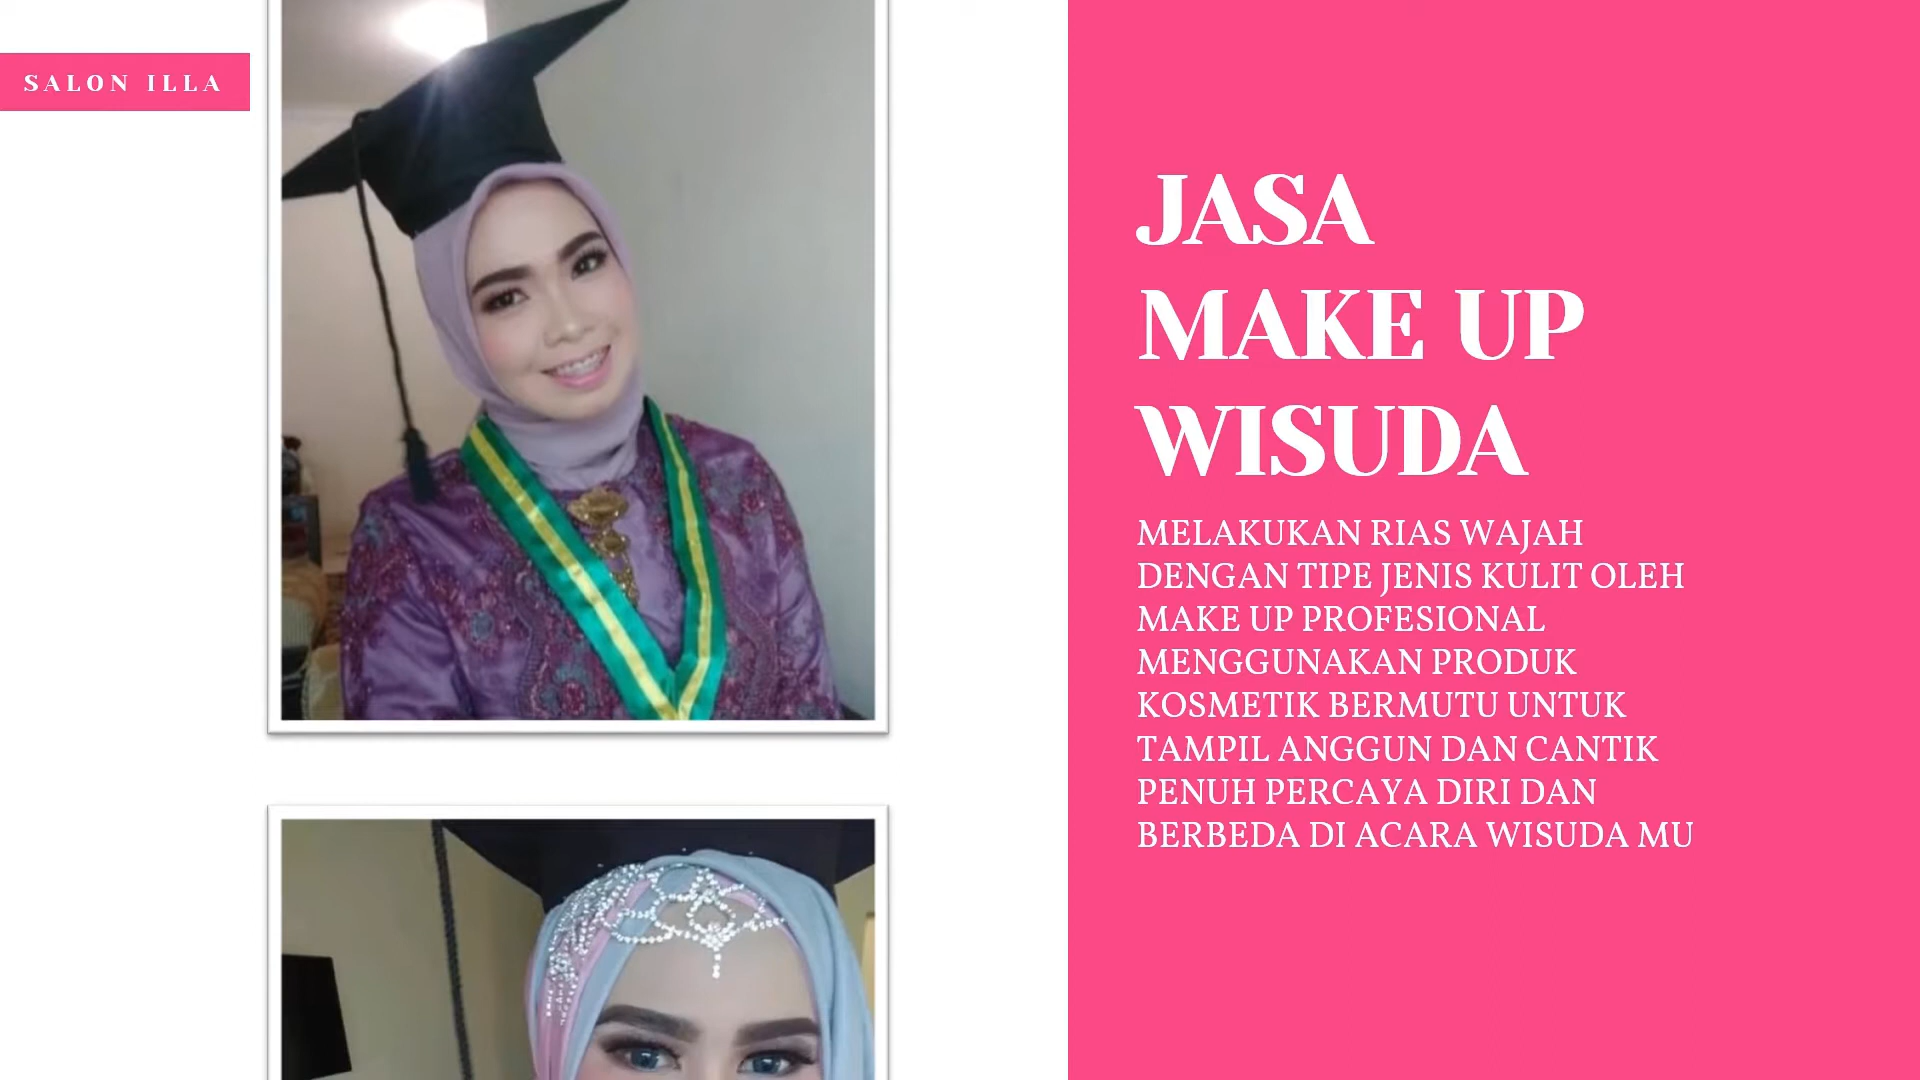 SALON ILLA
JASA
MAKE UP
WISUDA
MELAKUKAN RIAS WAJAH
DENGAN TIPE JENIS KULIT OLEH
MAKE UP PROFESIONAL
MENGGUNAKAN PRODUK
KOSMETIK BERMUTU UNTUK
TAMPIL ANGGUN DAN CANTIK
PENUH PERCAYA DIRI DAN
BERBEDA DI ACARA WISUDA MU